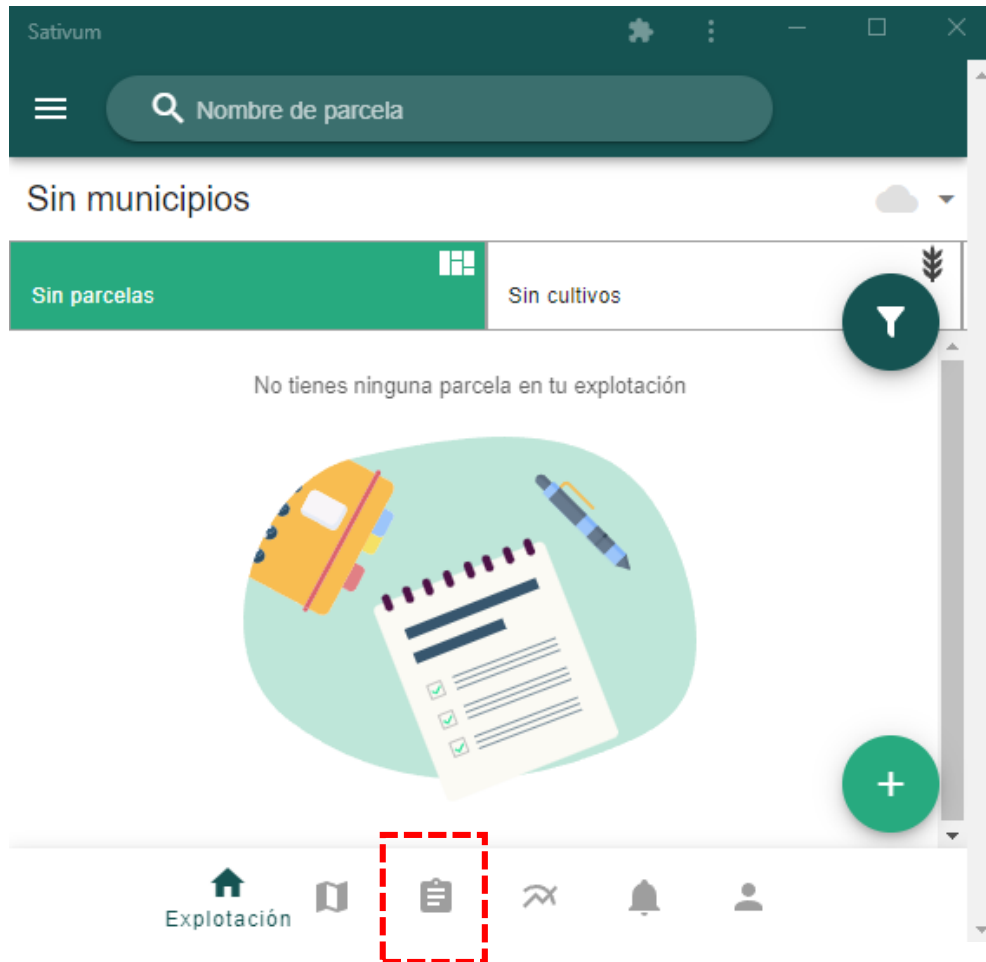 Sativum
Nombre de parcela
Sin municipios
Sin parcelas
Sin cultivos
No tienes ninguna parcela en tu explotación
Explotación